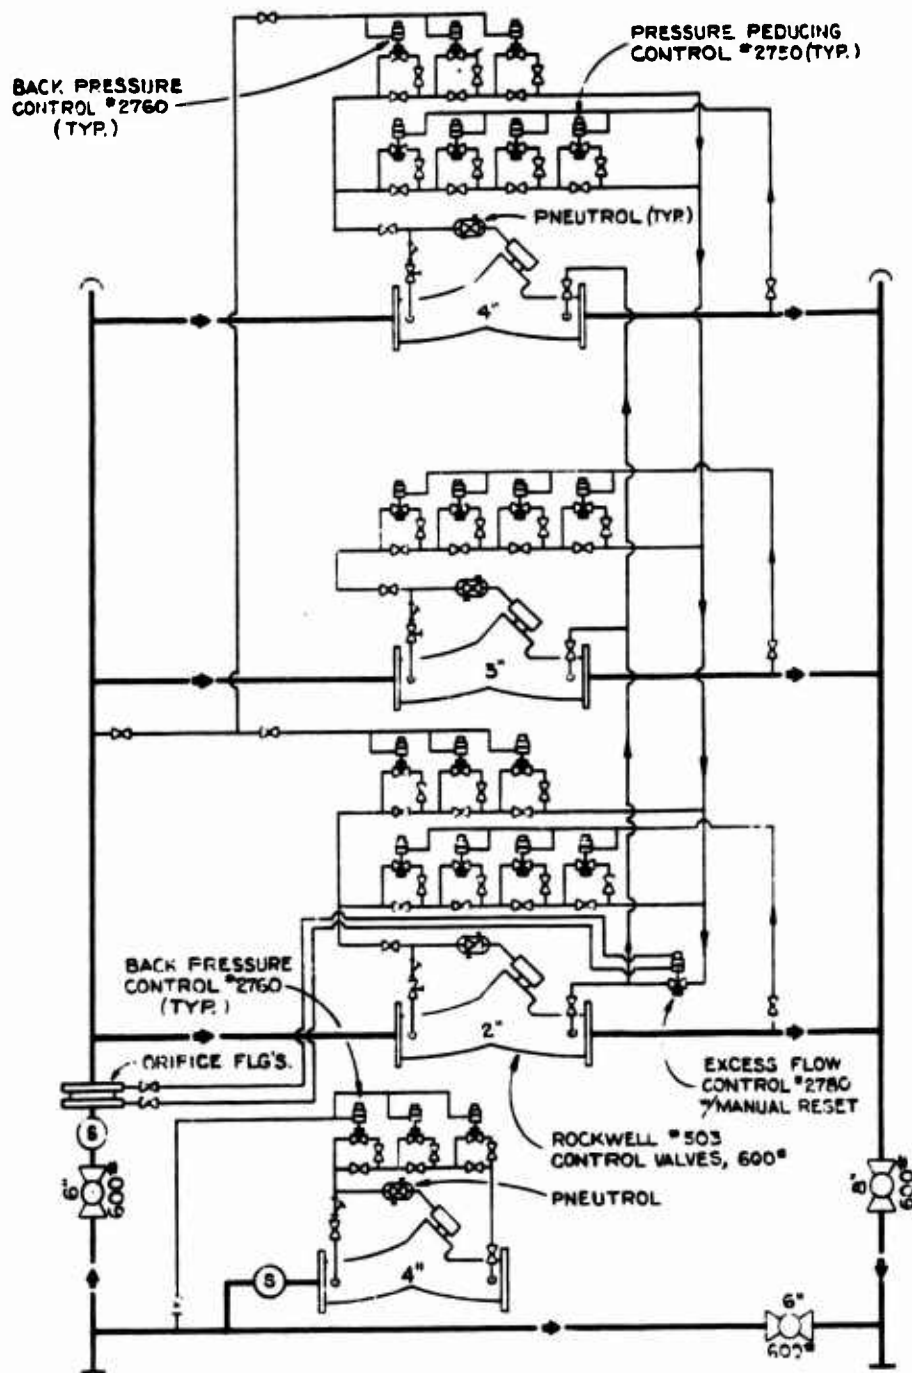 PRESSURE PEDUCING
CONTROL #2750 (TYP.)
BACK PRESSURE
CONTROL #2760
(TYP.)
PNEUTROL (TYP.)
4"
3"
BACK PRESSURE
CONTROL #2760
(TYP.)
2"
ORIFICE FLG'S.
EXCESS FLOW
CONTROL #2780
W/MANUAL RESET
S
ROCKWELL #503
CONTROL VALVES, 600#
6"
600#
PNEUTROL
8"
600#
S
4"
6"
600#